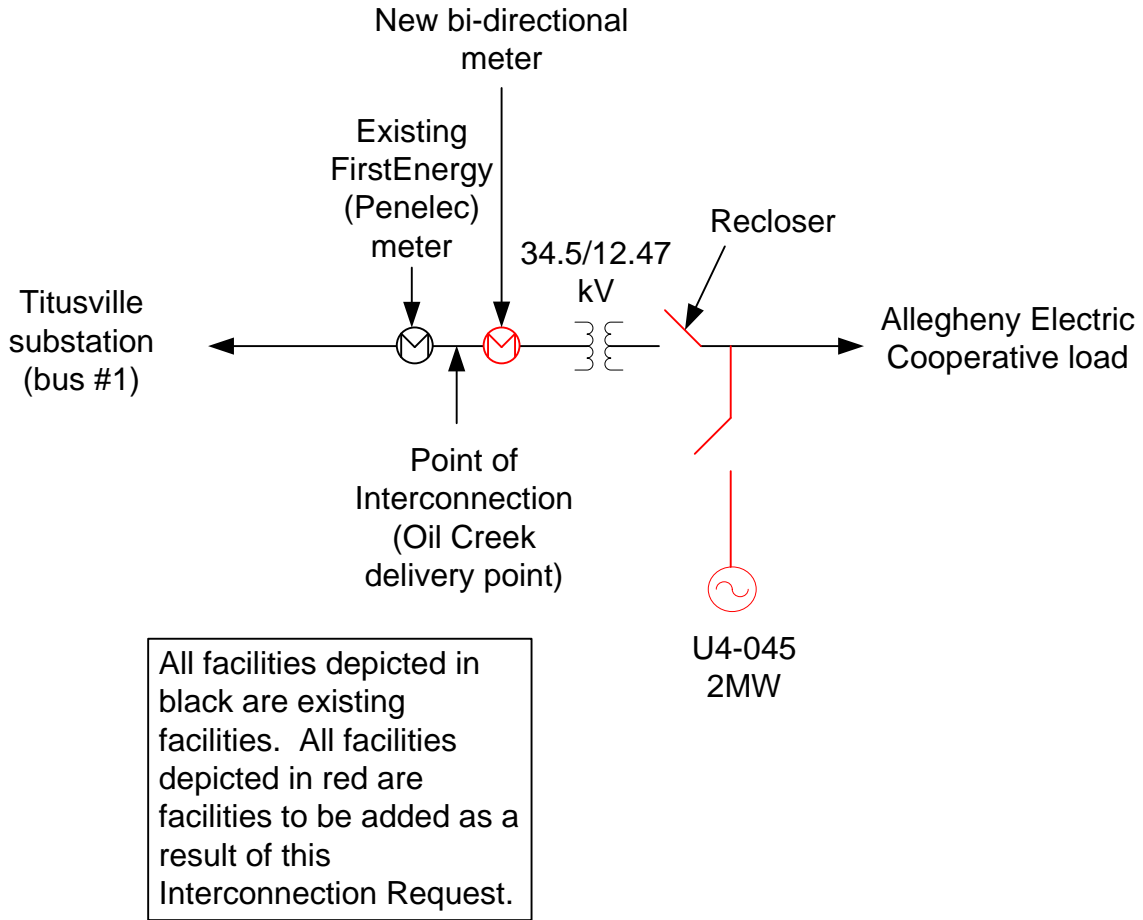 New bi-directional
meter
Existing
FirstEnergy
(Penelec)
meter
Recloser
34.5/12.47
kV
Titusville
substation
(bus #1)
Allegheny Electric
Cooperative load
Point of
Interconnection
(Oil Creek
delivery point)
U4-045
2MW
All facilities depicted in
black are existing
facilities.  All facilities
depicted in red are
facilities to be added as a
result of this
Interconnection Request.